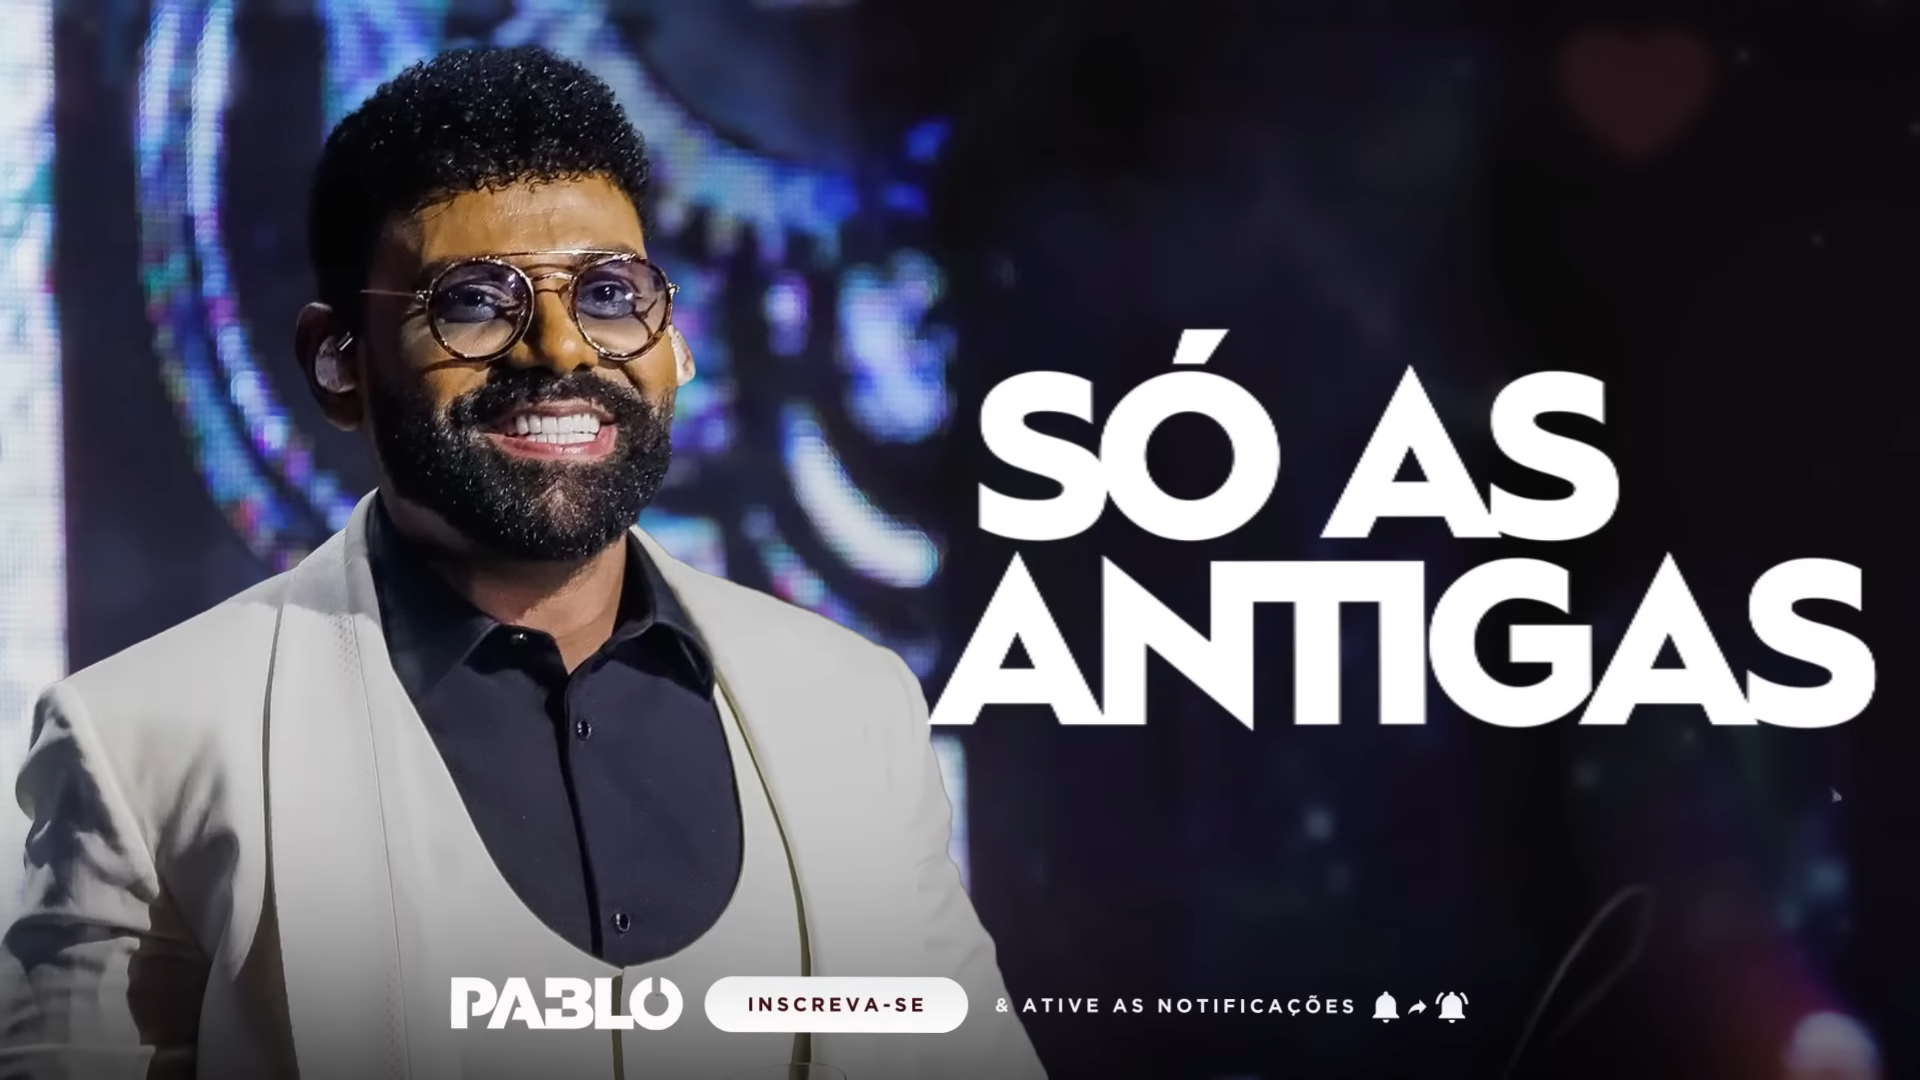 SÓ AS
ANTIGAS
PABLO INSCREVA-SE & ATIVE AS NOTIFICAÇÕES